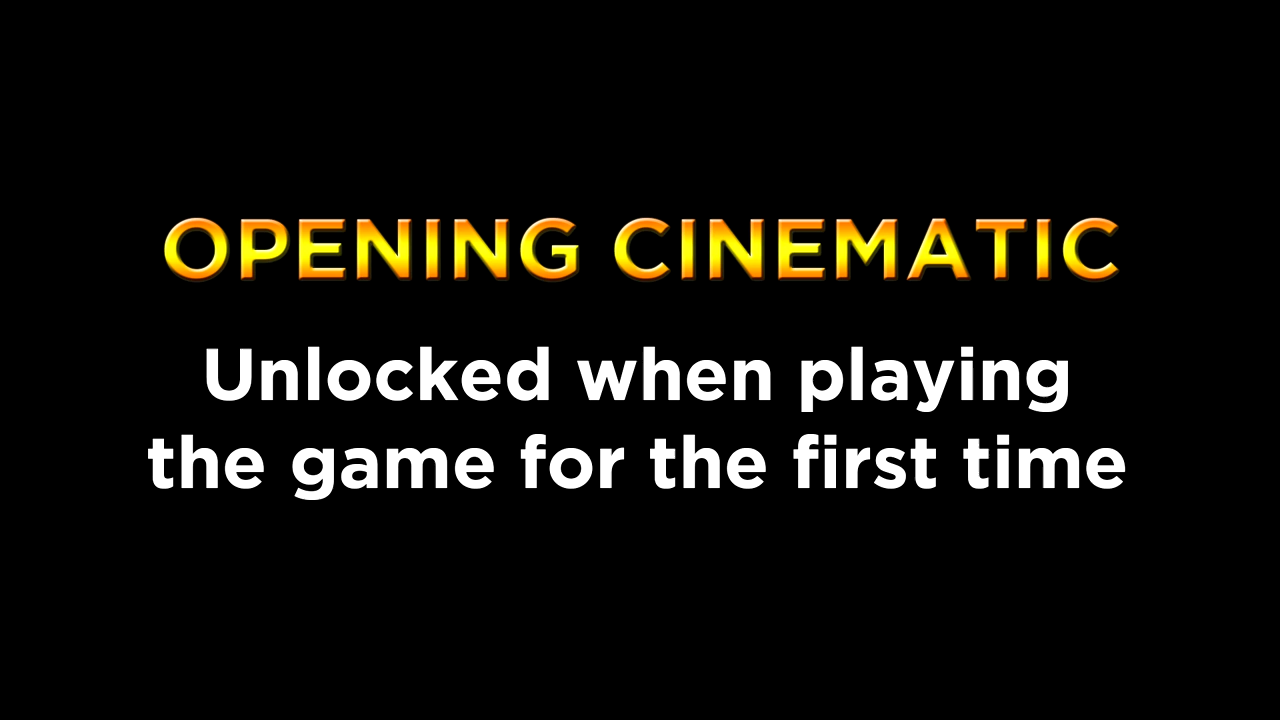 OPENING CINEMATIC
Unlocked when playing
the game for the first time